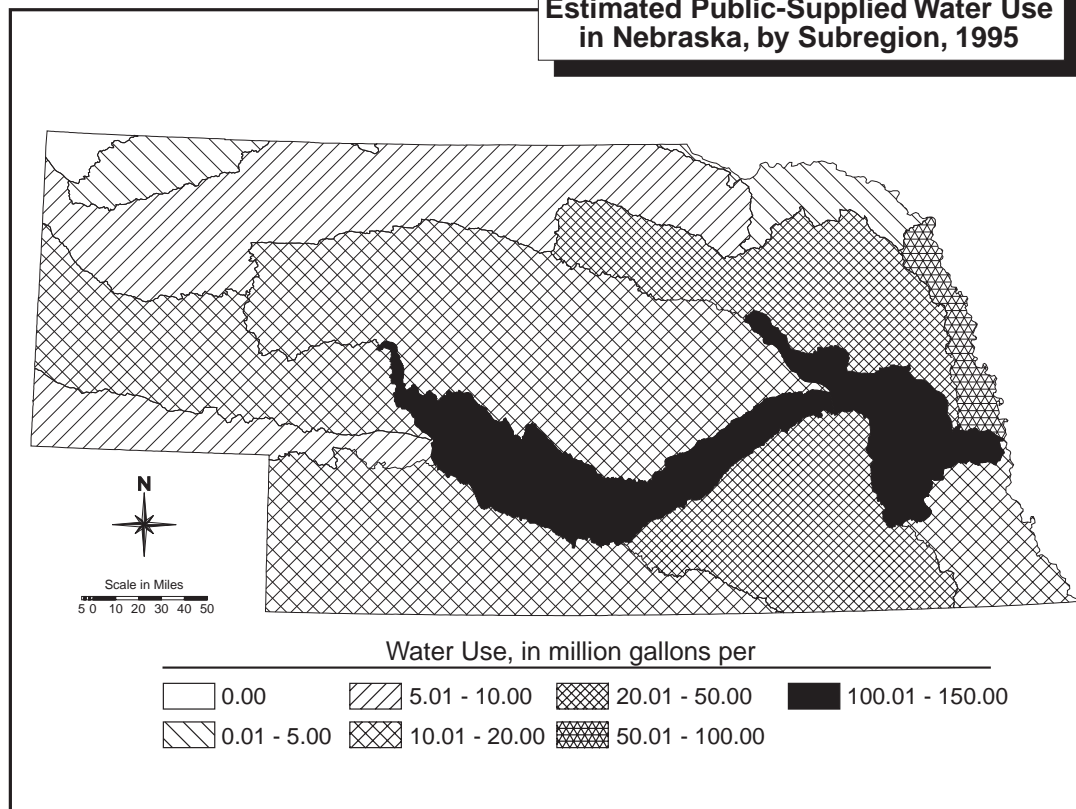 Estimated Public-Supplied Water Use
in Nebraska, by Subregion, 1995
N
Scale in Miles
5 0 10 20 30 40 50
Water Use, in million gallons per
0.00
5.01 - 10.00
20.01 - 50.00
100.01 - 150.00
0.01 - 5.00
10.01 - 20.00
50.01 - 100.00